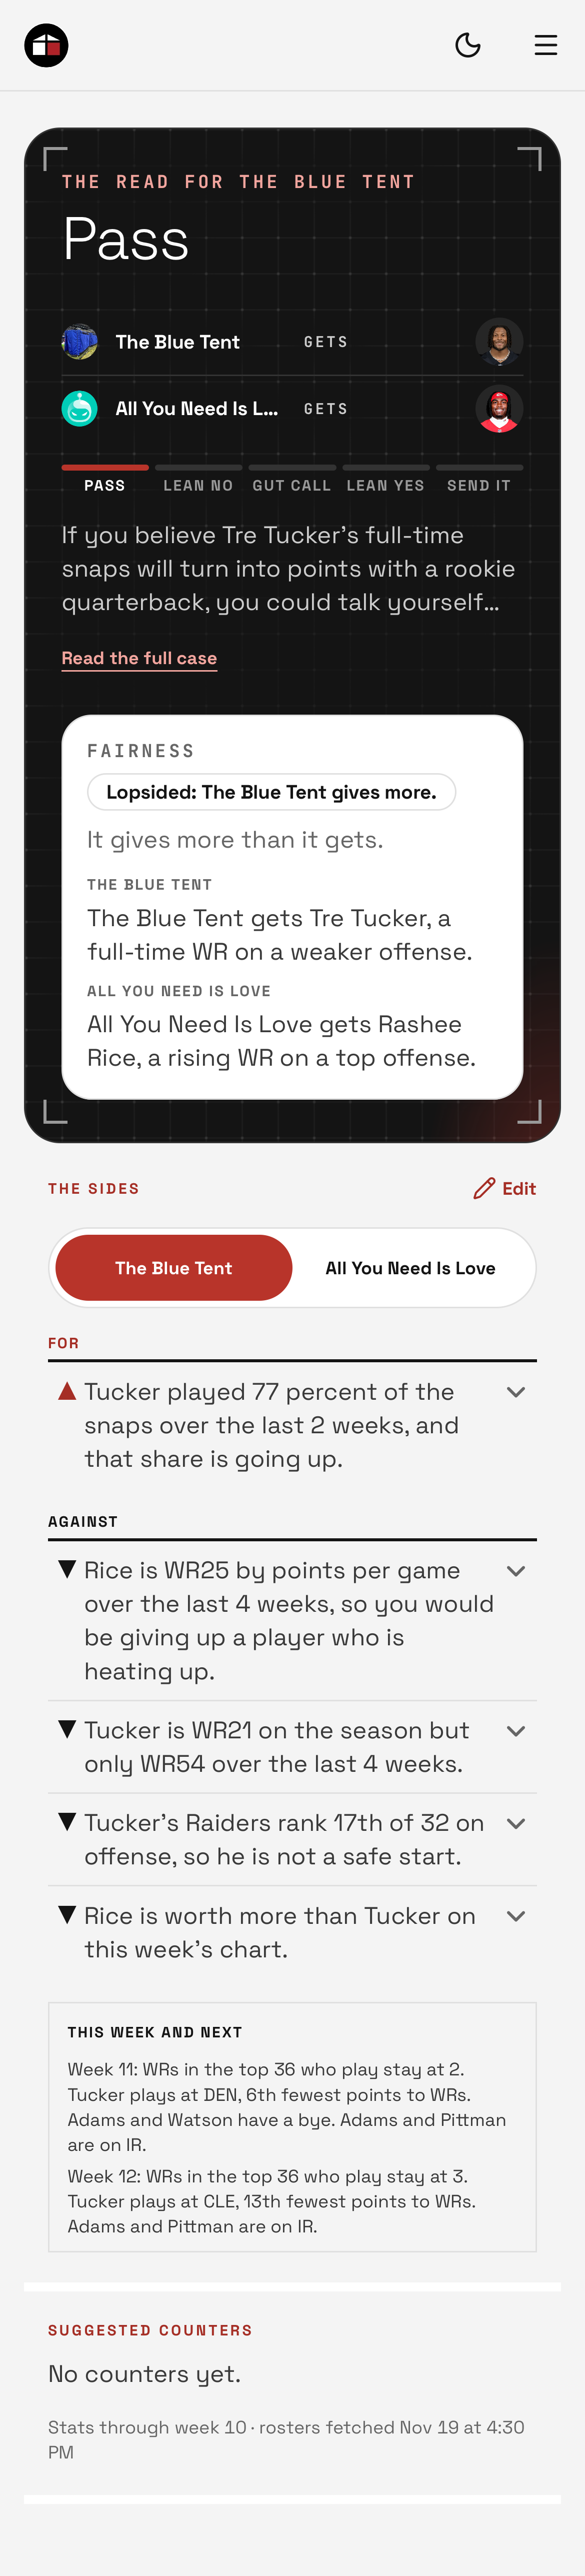 THE READ FOR THE BLUE TENT
Pass
The Blue Tent GETS
All You Need Is L... GETS
PASS LEAN NO GUT CALL LEAN YES SEND IT
If you believe Tre Tucker's full-time
snaps will turn into points with a rookie
quarterback, you could talk yourself...
Read the full case
FAIRNESS
Lopsided: The Blue Tent gives more.
It gives more than it gets.
THE BLUE TENT
The Blue Tent gets Tre Tucker, a
full-time WR on a weaker offense.
ALL YOU NEED IS LOVE
All You Need Is Love gets Rashee
Rice, a rising WR on a top offense.
THE SIDES Edit
The Blue Tent All You Need Is Love
FOR
▲ Tucker played 77 percent of the
snaps over the last 2 weeks, and
that share is going up.
AGAINST
▼ Rice is WR25 by points per game
over the last 4 weeks, so you would
be giving up a player who is
heating up.
▼ Tucker is WR21 on the season but
only WR54 over the last 4 weeks.
▼ Tucker's Raiders rank 17th of 32 on
offense, so he is not a safe start.
▼ Rice is worth more than Tucker on
this week's chart.
THIS WEEK AND NEXT
Week 11: WRs in the top 36 who play stay at 2.
Tucker plays at DEN, 6th fewest points to WRs.
Adams and Watson have a bye. Adams and Pittman
are on IR.
Week 12: WRs in the top 36 who play stay at 3.
Tucker plays at CLE, 13th fewest points to WRs.
Adams and Pittman are on IR.
SUGGESTED COUNTERS
No counters yet.
Stats through week 10 · rosters fetched Nov 19 at 4:30
PM